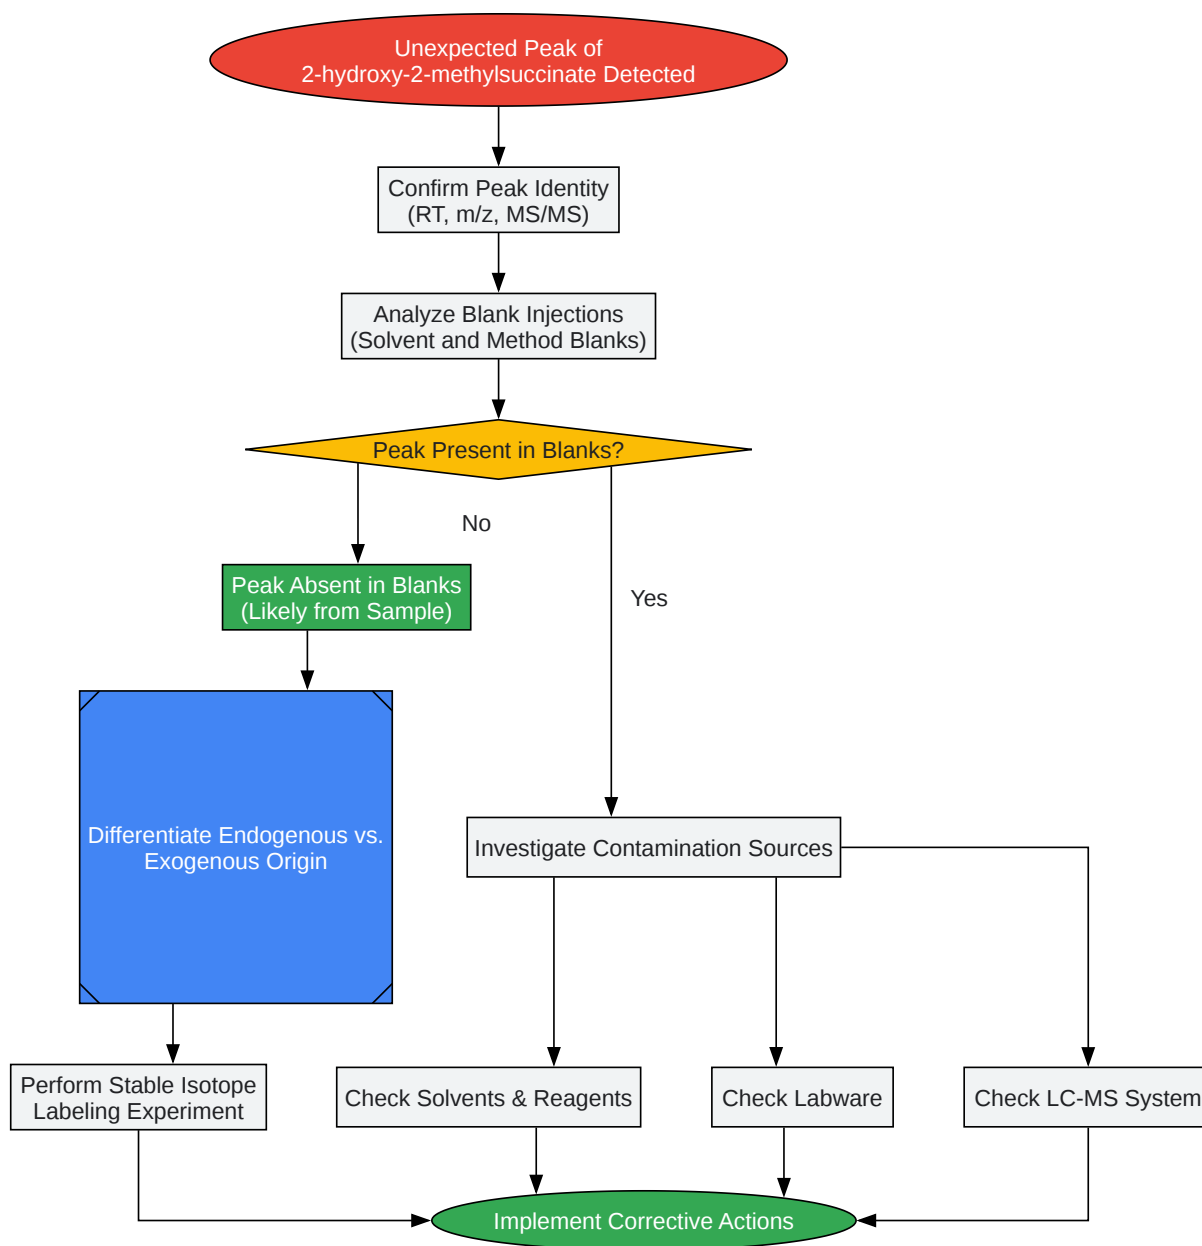 Unexpected Peak of
2-hydroxy-2-methylsuccinate Detected
Confirm Peak Identity
(RT, m/z, MS/MS)
Analyze Blank Injections
(Solvent and Method Blanks)
Peak Present in Blanks?
No
Peak Absent in Blanks
(Likely from Sample)
Yes
Differentiate Endogenous vs.
Exogenous Origin
Investigate Contamination Sources
Perform Stable Isotope
Labeling Experiment
Check Solvents & Reagents
Check Labware
Check LC-MS System
Implement Corrective Actions